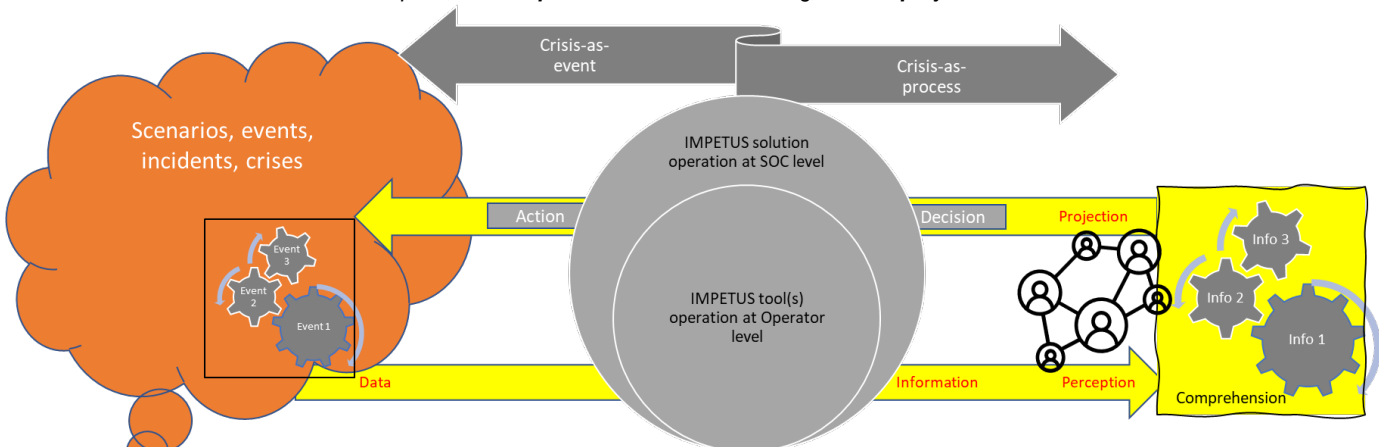 Crisis-as-
event
Crisis-as-
process
Scenarios, events,
incidents, crises
IMPETUS solution
operation at SOC level
Action
Decision
Projection
Event
3
Event
2
Event 1
IMPETUS tool(s)
operation at Operator
level
Info 3
Info 2
Info 1
Data
Information
Perception
Comprehension